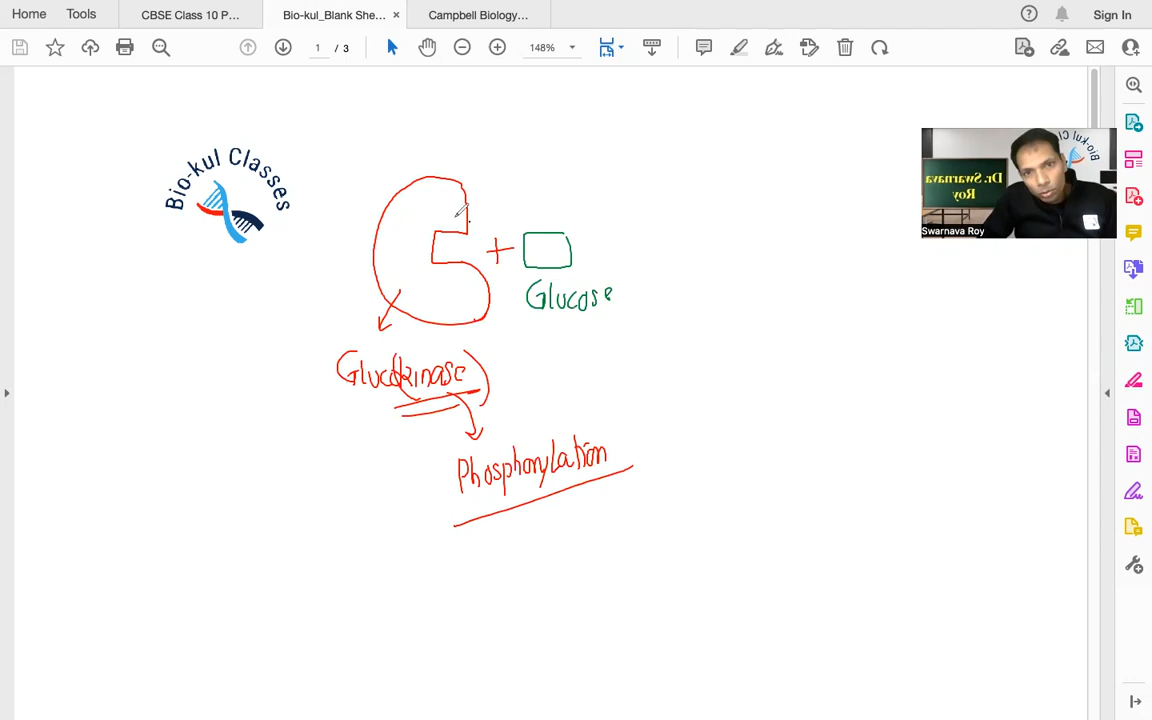 Home
Tools
CBSE Class 10 P...
Bio-kul_Blank She...
×
Campbell Biology,...
Sign In
1 / 3
148%
Bio-kul Classes
+
Glucose
Glucokinase
Phosphorylation
Dr. Swarnava
Roy
Swarnava Roy